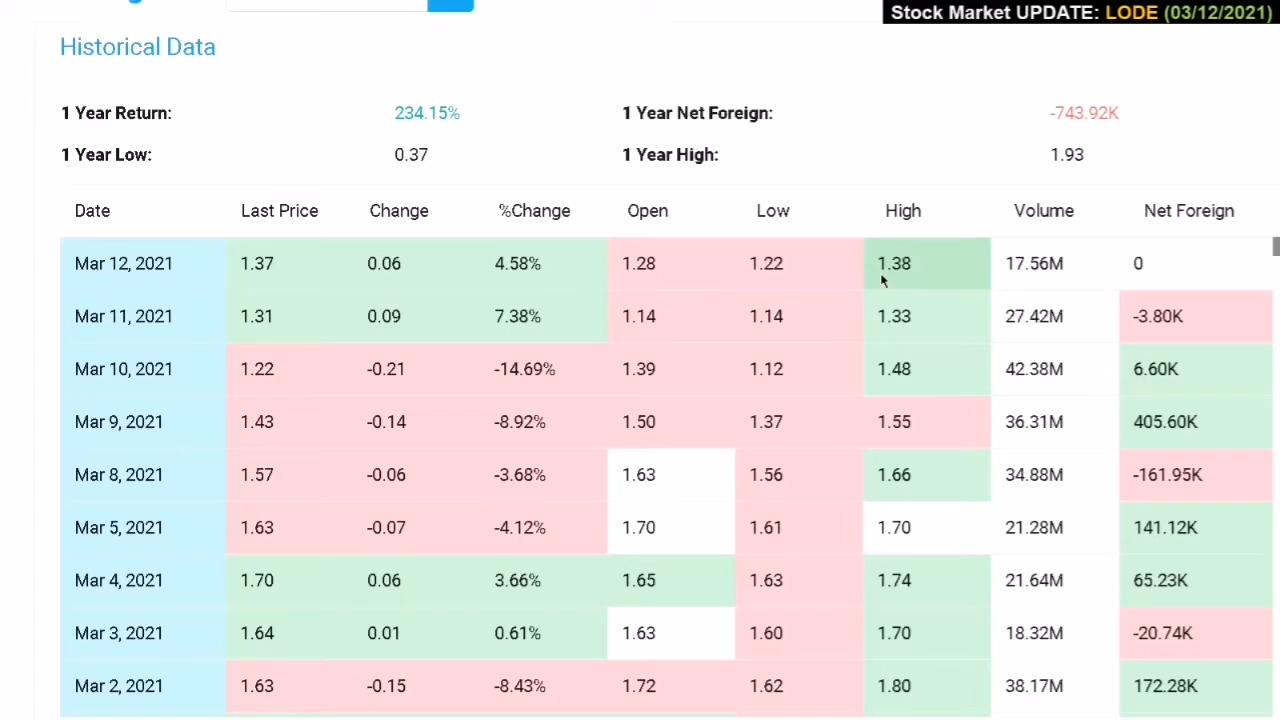 Stock Market UPDATE: LODE (03/12/2021)
Historical Data
1 Year Return: 234.15% 1 Year Net Foreign: -743.92K
1 Year Low: 0.37 1 Year High: 1.93
Date Last Price Change %Change Open Low High Volume Net Foreign
Mar 12, 2021 1.37 0.06 4.58% 1.28 1.22 1.38 17.56M 0
Mar 11, 2021 1.31 0.09 7.38% 1.14 1.14 1.33 27.42M -3.80K
Mar 10, 2021 1.22 -0.21 -14.69% 1.39 1.12 1.48 42.38M 6.60K
Mar 9, 2021 1.43 -0.14 -8.92% 1.50 1.37 1.55 36.31M 405.60K
Mar 8, 2021 1.57 -0.06 -3.68% 1.63 1.56 1.66 34.88M -161.95K
Mar 5, 2021 1.63 -0.07 -4.12% 1.70 1.61 1.70 21.28M 141.12K
Mar 4, 2021 1.70 0.06 3.66% 1.65 1.63 1.74 21.64M 65.23K
Mar 3, 2021 1.64 0.01 0.61% 1.63 1.60 1.70 18.32M -20.74K
Mar 2, 2021 1.63 -0.15 -8.43% 1.72 1.62 1.80 38.17M 172.28K